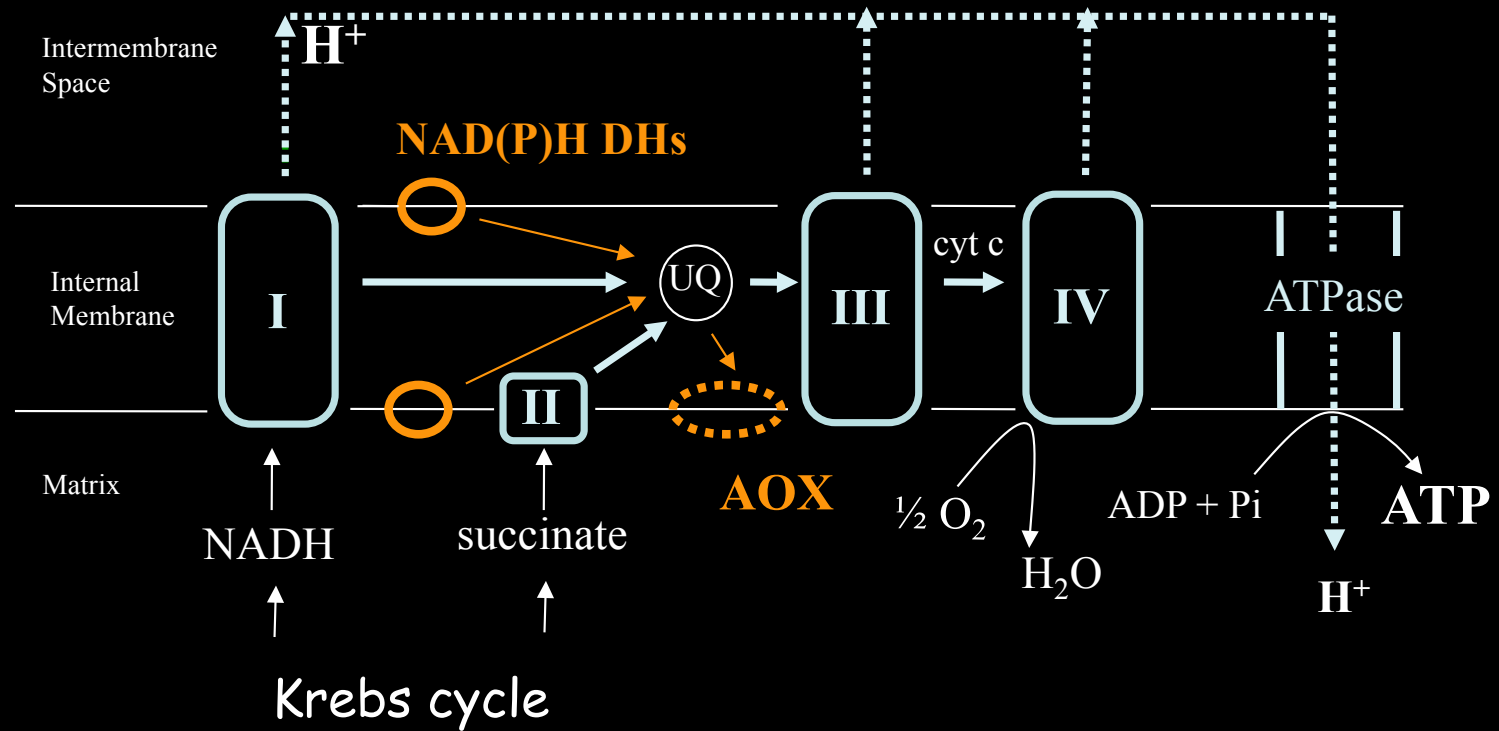 Intermembrane
Space
H⁺
NAD(P)H DHs
Internal
Membrane
I
UQ
II
III
cyt c
IV
ATPase
Matrix
NADH
succinate
AOX
½ O₂
H₂O
ADP + Pi
ATP
H⁺
Krebs cycle